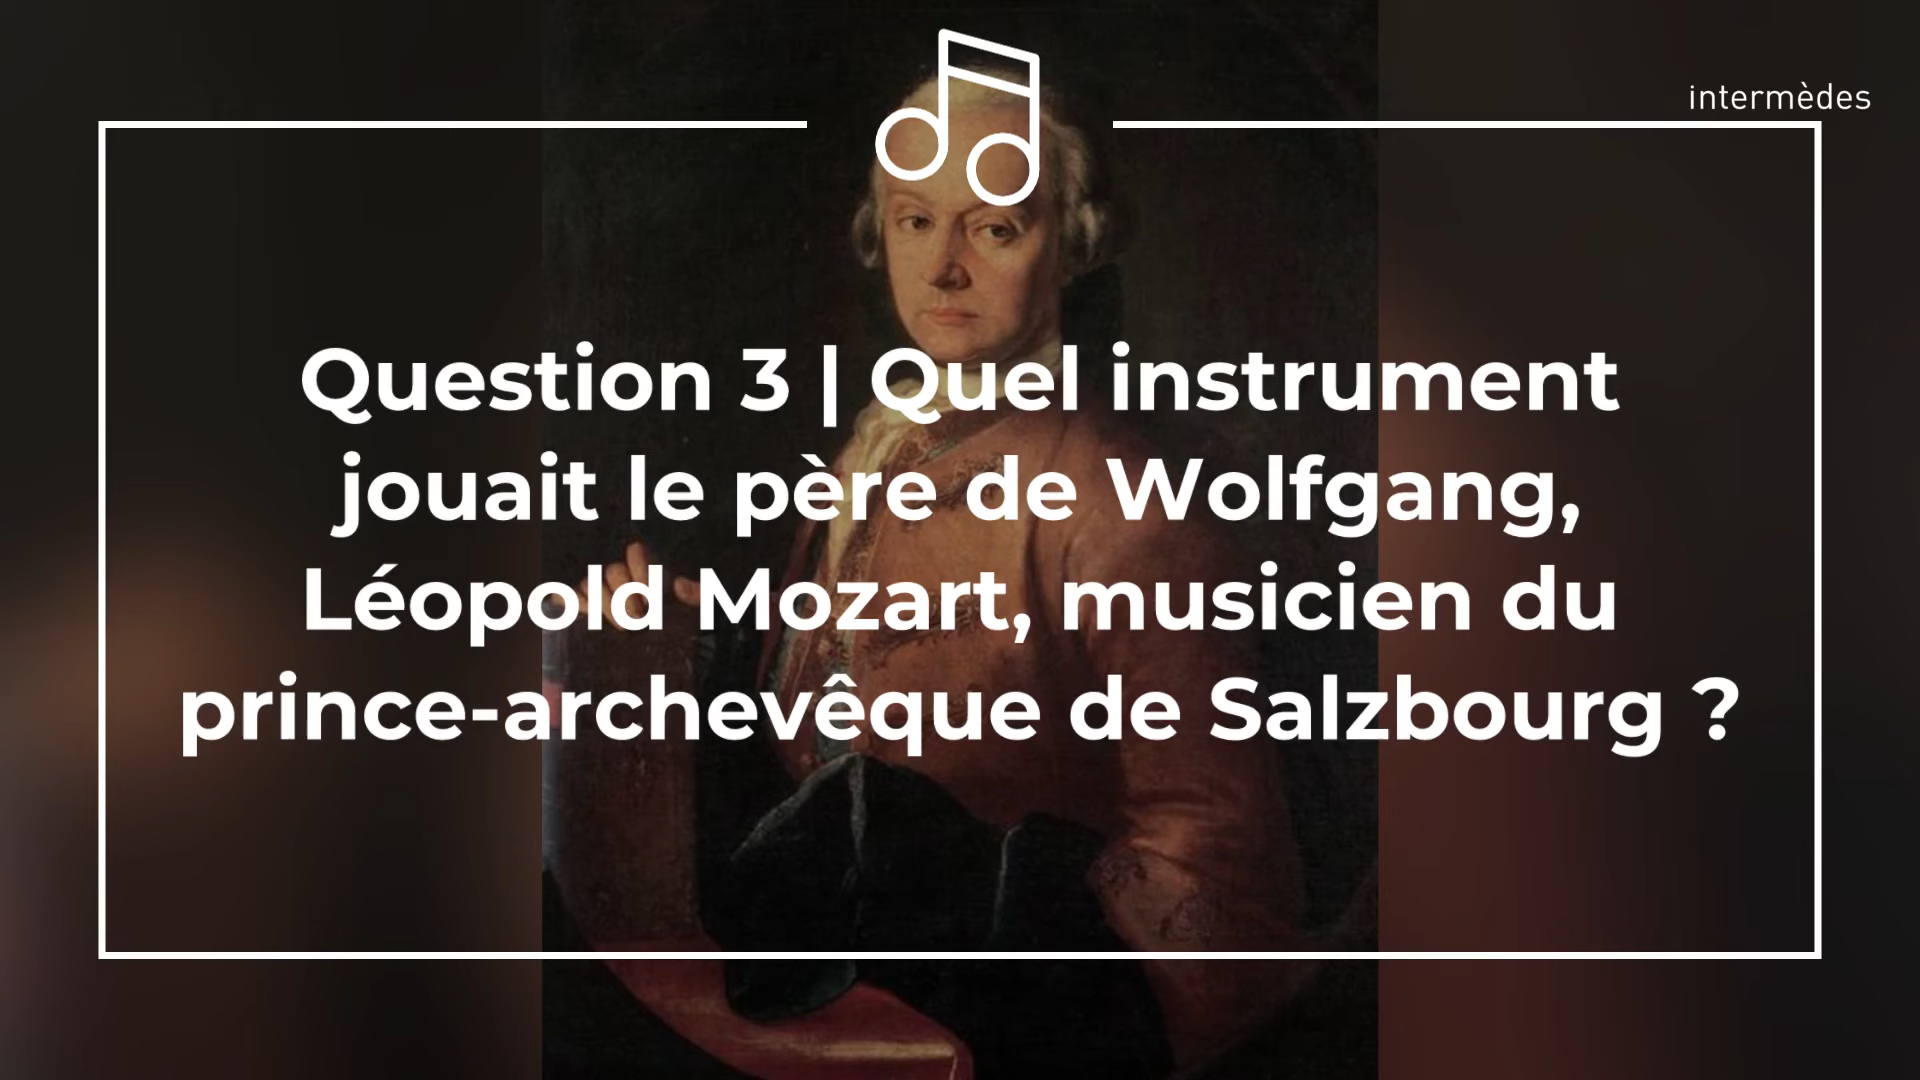 intermèdes
Question 3 | Quel instrument
jouait le père de Wolfgang,
Léopold Mozart, musicien du
prince-archevêque de Salzbourg ?